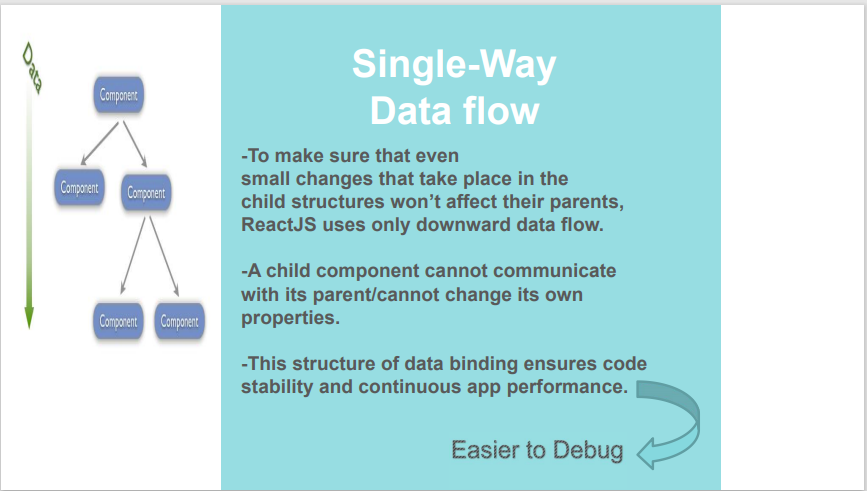 Data
Component
Component
Component
Component
Component
Single-Way
Data flow
-To make sure that even
small changes that take place in the
child structures won’t affect their parents,
ReactJS uses only downward data flow.
-A child component cannot communicate
with its parent/cannot change its own
properties.
-This structure of data binding ensures code
stability and continuous app performance.
Easier to Debug